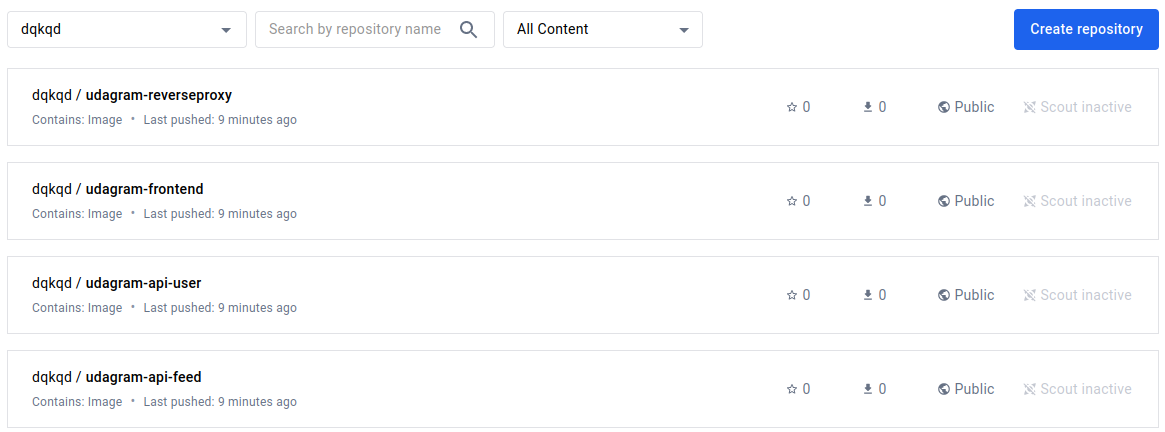 dqkqd Search by repository name All Content Create repository
dqkqd / udagram-reverseproxy
Contains: Image • Last pushed: 9 minutes ago 0 0 Public Scout inactive
dqkqd / udagram-frontend
Contains: Image • Last pushed: 9 minutes ago 0 0 Public Scout inactive
dqkqd / udagram-api-user
Contains: Image • Last pushed: 9 minutes ago 0 0 Public Scout inactive
dqkqd / udagram-api-feed
Contains: Image • Last pushed: 9 minutes ago 0 0 Public Scout inactive